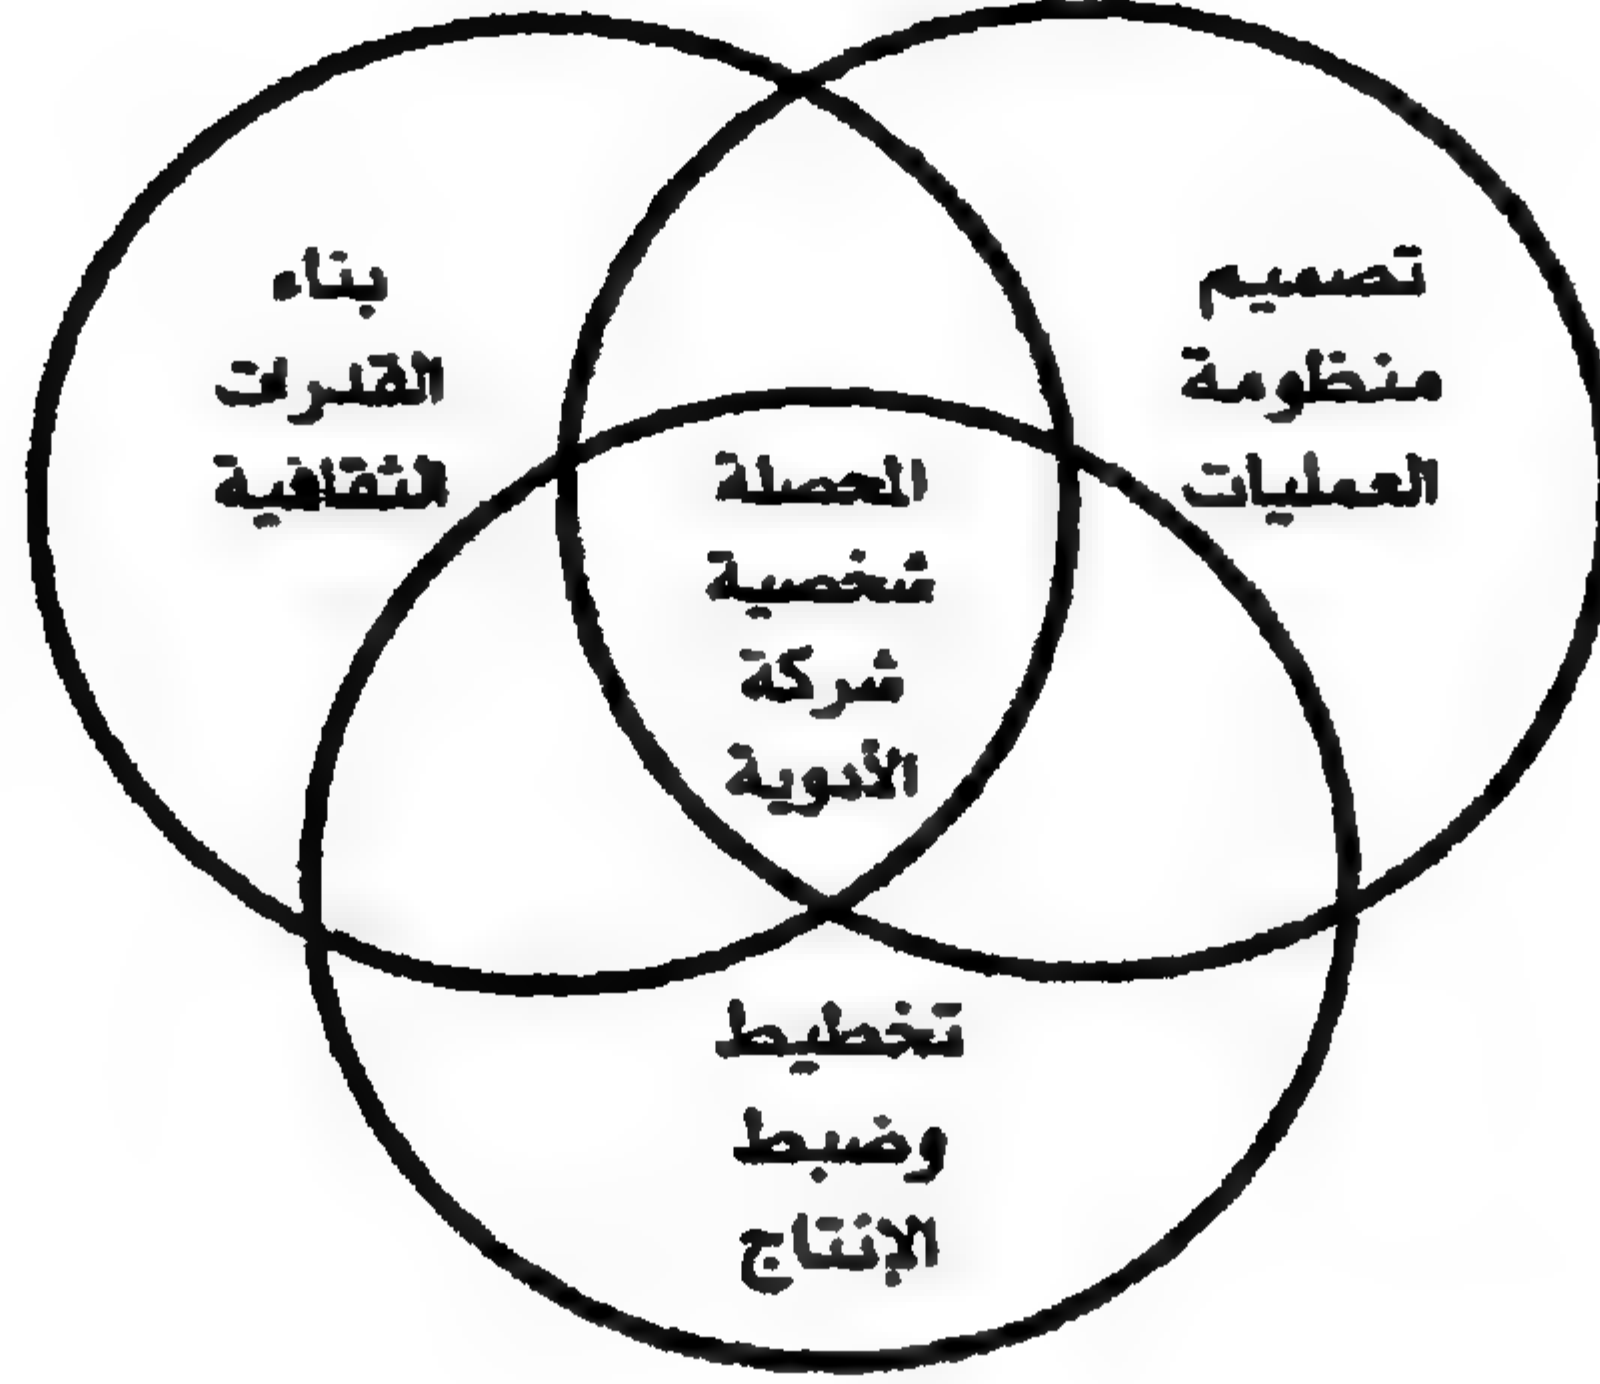 تصميم
منظومة
العمليات
بناء
القدرات
الثقافية
المحصلة
شخصية
شركة
الأدوية
تخطيط
وضبط
الإنتاج